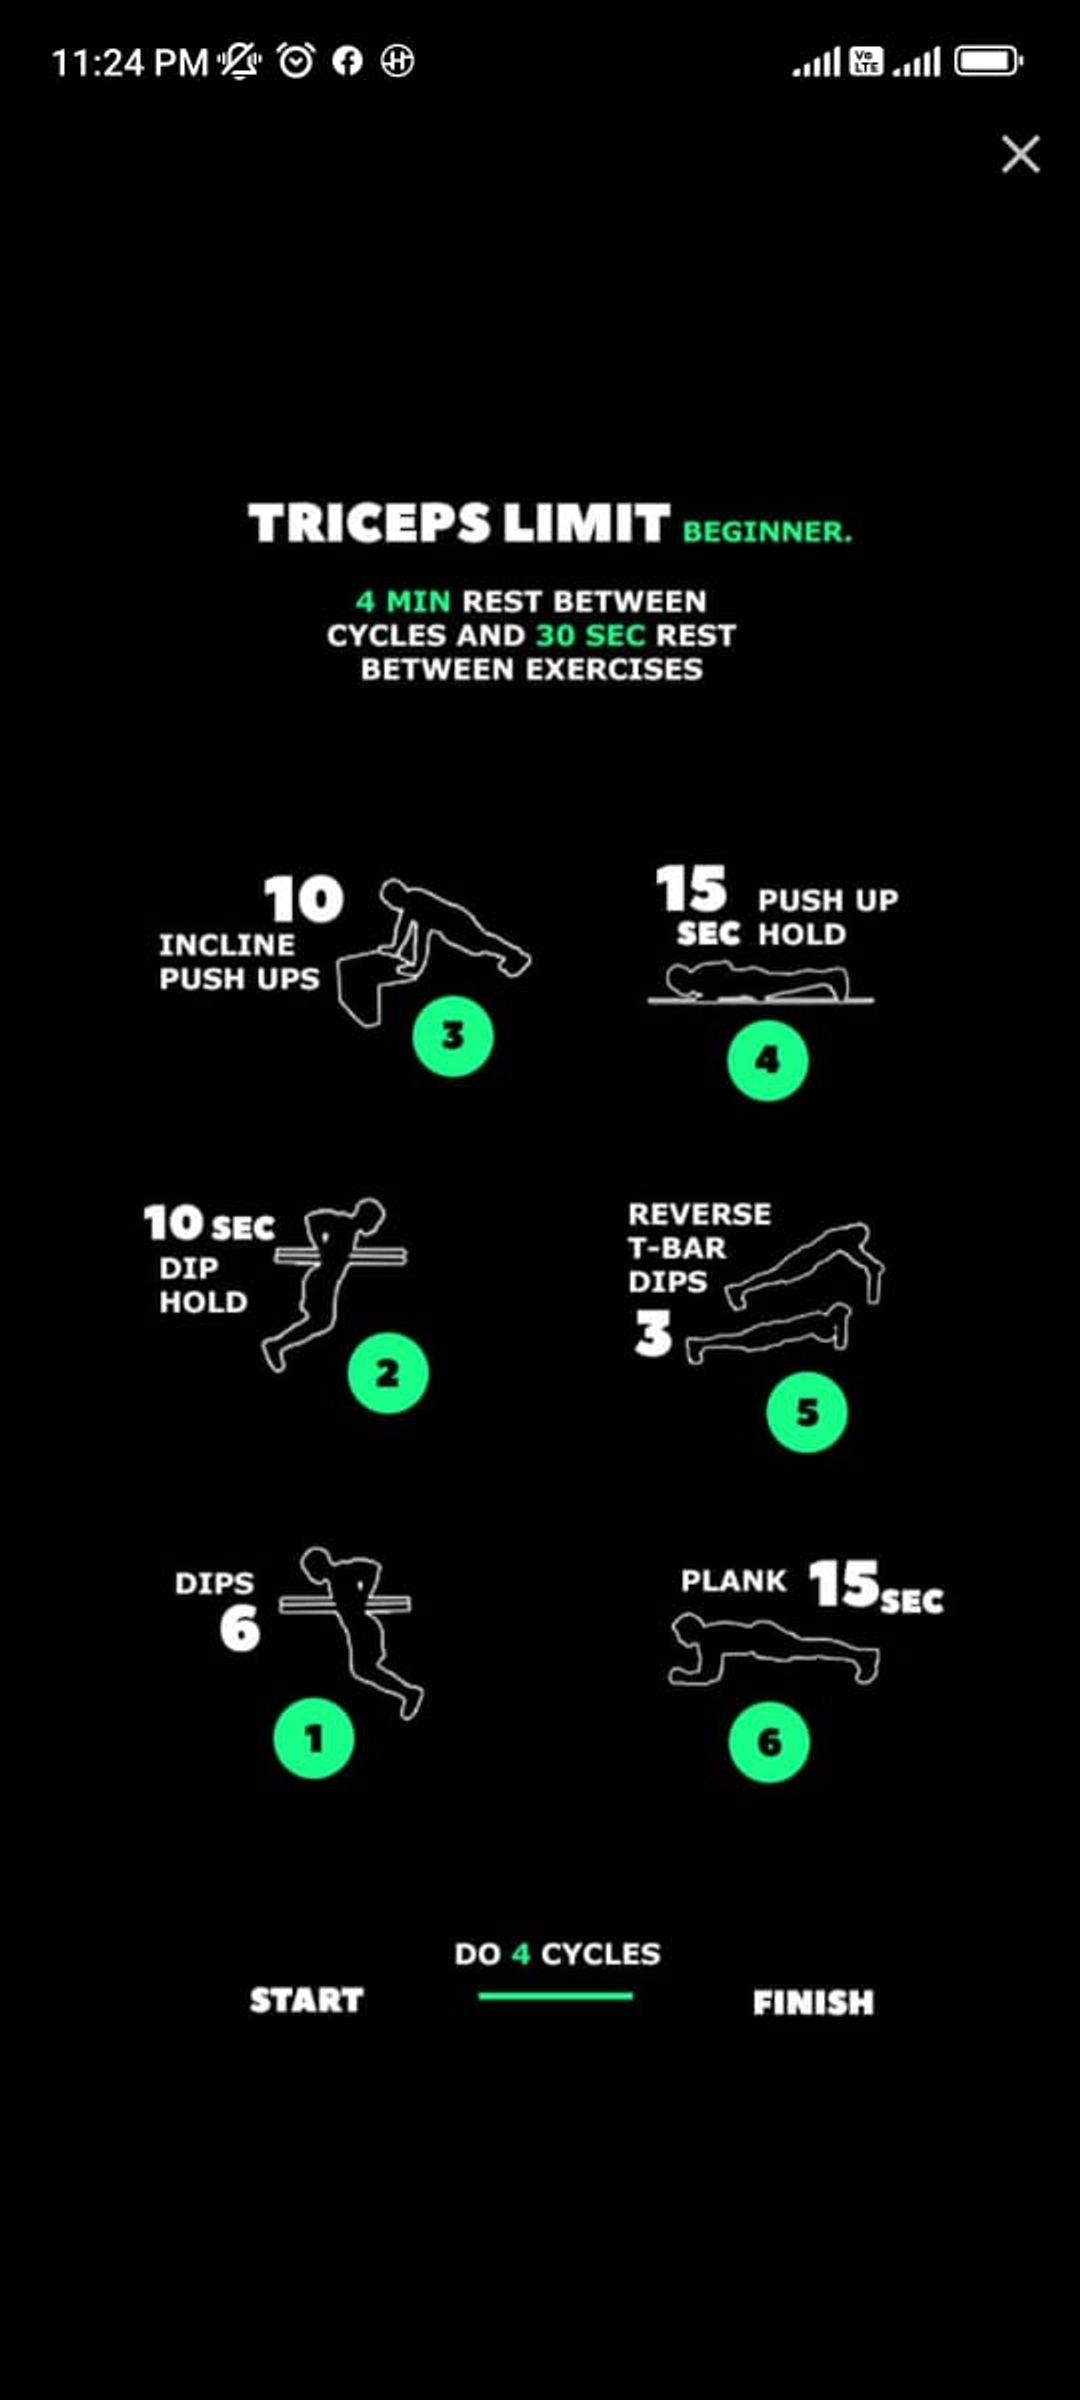 11:24 PM
Vo LTE
TRICEPS LIMIT BEGINNER.
4 MIN REST BETWEEN
CYCLES AND 30 SEC REST
BETWEEN EXERCISES
10
INCLINE
PUSH UPS
3
15 PUSH UP
SEC HOLD
4
10 SEC
DIP
HOLD
2
REVERSE
T-BAR
DIPS
3
5
DIPS
6
1
PLANK 15 SEC
6
DO 4 CYCLES
START
FINISH